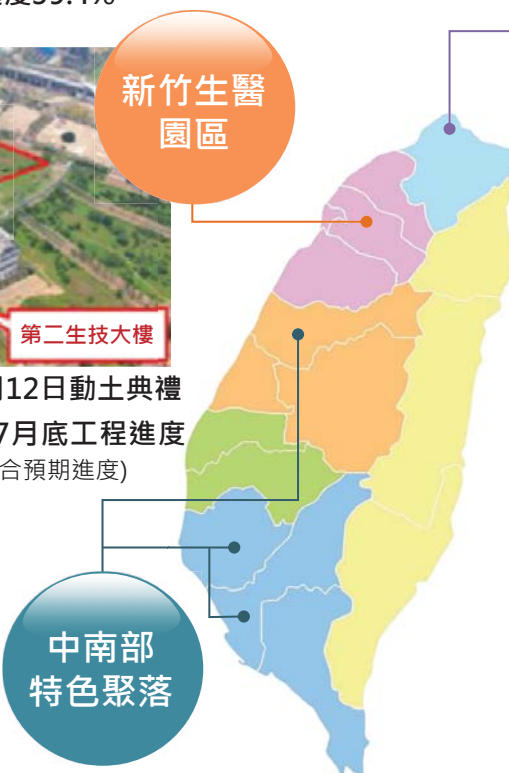 新竹生醫
園區
第二生技大樓
12日動土典禮
7月底工程進度
合預期進度)
中南部
特色聚落